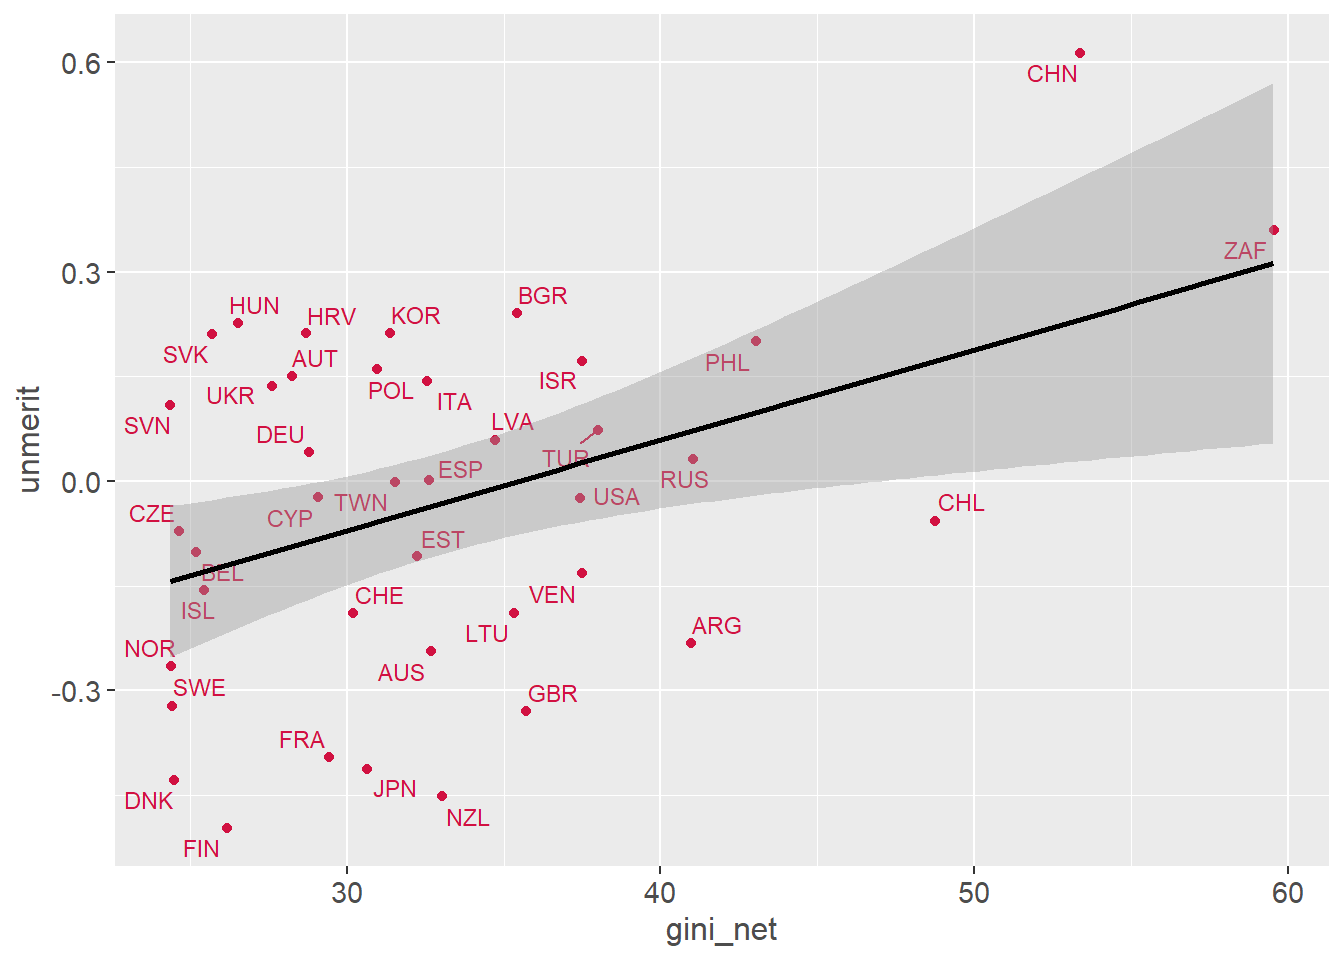 0.6
CHN
ZAF
0.3
HUN
HRV
KOR
BGR
SVK
AUT
PHL
UKR
POL
ISR
ITA
SVN
LVA
DEU
TUR
ESP
RUS
0.0
TWN
USA
CHL
CZE
CYP
EST
BEL
ISL
CHE
VEN
LTU
ARG
NOR
AUS
SWE
-0.3
GBR
FRA
JPN
DNK
NZL
FIN
unmerit
30
40
50
60
gini_net